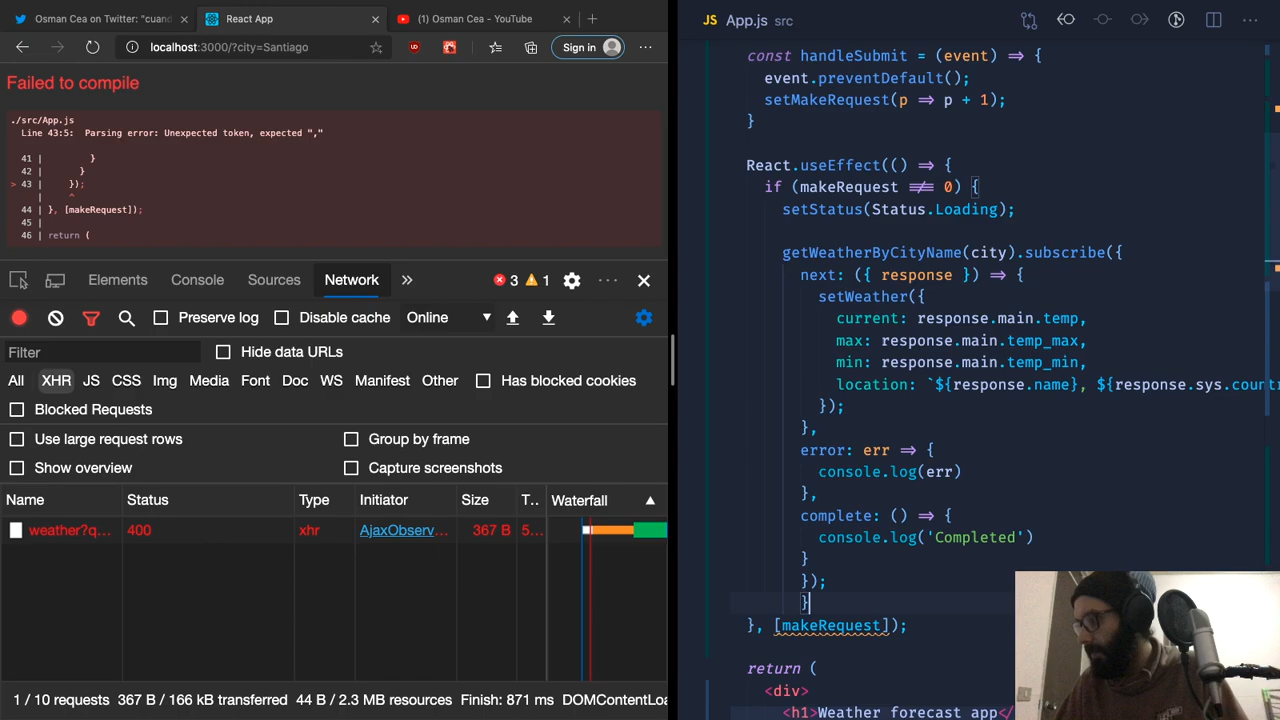 Osman Cea on Twitter: "cuand
React App
(1) Osman Cea - YouTube
localhost:3000/?city=Santiago
Sign in
Failed to compile
./src/App.js
Line 43:5: Parsing error: Unexpected token, expected ","
41 | }
42 | }
> 43 | });
| ^
44 | }, [makeRequest]);
45 |
46 | return (
Elements
Console
Sources
Network
3
1
Preserve log
Disable cache
Online
Filter
Hide data URLs
All
XHR
JS
CSS
Img
Media
Font
Doc
WS
Manifest
Other
Has blocked cookies
Blocked Requests
Use large request rows
Group by frame
Show overview
Capture screenshots
Name
Status
Type
Initiator
Size
T..
Waterfall
weather?q...
400
xhr
AjaxObserv...
367 B
5...
1 / 10 requests
367 B / 166 kB transferred
44 B / 2.3 MB resources
Finish: 871 ms
DOMContentLoa
JS App.js src
const handleSubmit = (event) => {
event.preventDefault();
setMakeRequest(p => p + 1);
}
React.useEffect(() => {
if (makeRequest !== 0) {
setStatus(Status.Loading);
getWeatherByCityName(city).subscribe({
next: ({ response }) => {
setWeather({
current: response.main.temp,
max: response.main.temp_max,
min: response.main.temp_min,
location: `${response.name}, ${response.sys.countr
});
},
error: err => {
console.log(err)
},
complete: () => {
console.log('Completed')
}
});
}
}, [makeRequest]);
return (
<div>
<h1>Weather forecast app</